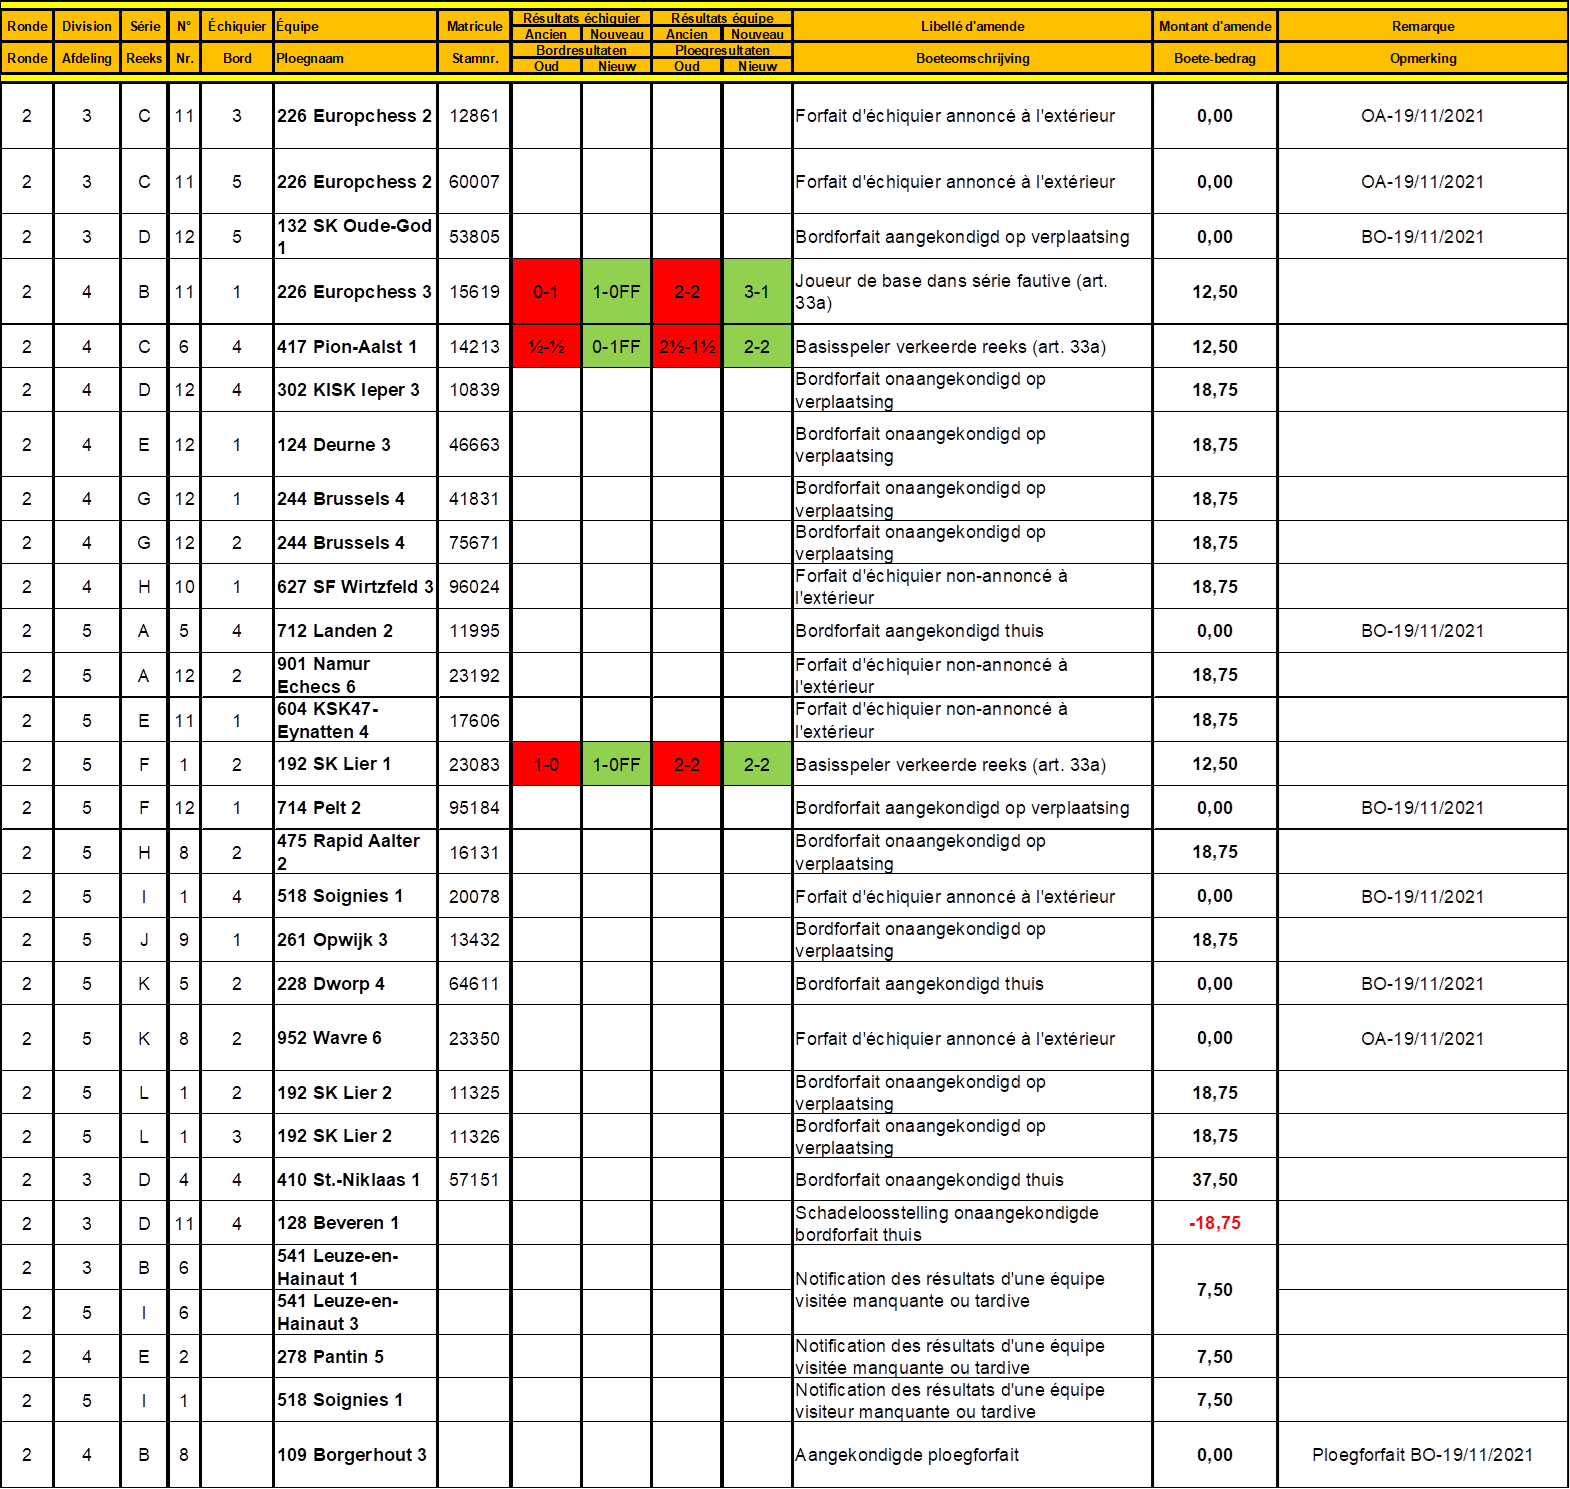 Ronde Division Série N° Échiquier Équipe Matricule Résultats échiquier Résultats équipe Libellé d'amende Montant d'amende Remarque
Ancien Nouveau Ancien Nouveau
Ronde Afdeling Reeks Nr. Bord Ploegnaam Stamnr. Bordresultaten Ploegresultaten Boeteomschrijving Boete-bedrag Opmerking
Oud Nieuw Oud Nieuw
2 3 C 11 3 226 Europchess 2 12861 Forfait d'échiquier annoncé à l'extérieur 0,00 OA-19/11/2021
2 3 C 11 5 226 Europchess 2 60007 Forfait d'échiquier annoncé à l'extérieur 0,00 OA-19/11/2021
2 3 D 12 5 132 SK Oude-God
1 53805 Bordforfait aangekondigd op verplaatsing 0,00 BO-19/11/2021
2 4 B 11 1 226 Europchess 3 15619 0-1 1-0FF 2-2 3-1 Joueur de base dans série fautive (art.
33a) 12,50
2 4 C 6 4 417 Pion-Aalst 1 14213 ½-½ 0-1FF 2½-1½ 2-2 Basisspeler verkeerde reeks (art. 33a) 12,50
2 4 D 12 4 302 KISK Ieper 3 10839 Bordforfait onaangekondigd op
verplaatsing 18,75
2 4 E 12 1 124 Deurne 3 46663 Bordforfait onaangekondigd op
verplaatsing 18,75
2 4 G 12 1 244 Brussels 4 41831 Bordforfait onaangekondigd op
verplaatsing 18,75
2 4 G 12 2 244 Brussels 4 75671 Bordforfait onaangekondigd op
verplaatsing 18,75
2 4 H 10 1 627 SF Wirtzfeld 3 96024 Forfait d'échiquier non-annoncé à
l'extérieur 18,75
2 5 A 5 4 712 Landen 2 11995 Bordforfait aangekondigd thuis 0,00 BO-19/11/2021
2 5 A 12 2 901 Namur
Echecs 6 23192 Forfait d'échiquier non-annoncé à
l'extérieur 18,75
2 5 E 11 1 604 KSK47-
Eynatten 4 17606 Forfait d'échiquier non-annoncé à
l'extérieur 18,75
2 5 F 1 2 192 SK Lier 1 23083 1-0 1-0FF 2-2 2-2 Basisspeler verkeerde reeks (art. 33a) 12,50
2 5 F 12 1 714 Pelt 2 95184 Bordforfait aangekondigd op verplaatsing 0,00 BO-19/11/2021
2 5 H 8 2 475 Rapid Aalter
2 16131 Bordforfait onaangekondigd op
verplaatsing 18,75
2 5 I 1 4 518 Soignies 1 20078 Forfait d'échiquier annoncé à l'extérieur 0,00 BO-19/11/2021
2 5 J 9 1 261 Opwijk 3 13432 Bordforfait onaangekondigd op
verplaatsing 18,75
2 5 K 5 2 228 Dworp 4 64611 Bordforfait aangekondigd thuis 0,00 BO-19/11/2021
2 5 K 8 2 952 Wavre 6 23350 Forfait d'échiquier annoncé à l'extérieur 0,00 OA-19/11/2021
2 5 L 1 2 192 SK Lier 2 11325 Bordforfait onaangekondigd op
verplaatsing 18,75
2 5 L 1 3 192 SK Lier 2 11326 Bordforfait onaangekondigd op
verplaatsing 18,75
2 3 D 4 4 410 St.-Niklaas 1 57151 Bordforfait onaangekondigd thuis 37,50
2 3 D 11 4 128 Beveren 1 Schadeloosstelling onaangekondigde
bordforfait thuis -18,75
2 3 B 6 541 Leuze-en-
Hainaut 1
Notification des résultats d'une équipe
visitée manquante ou tardive 7,50
2 5 I 6 541 Leuze-en-
Hainaut 3
2 4 E 2 278 Pantin 5 Notification des résultats d'une équipe
visitée manquante ou tardive 7,50
2 5 I 1 518 Soignies 1 Notification des résultats d'une équipe
visiteur manquante ou tardive 7,50
2 4 B 8 109 Borgerhout 3 Aangekondigde ploegforfait 0,00 Ploegforfait BO-19/11/2021